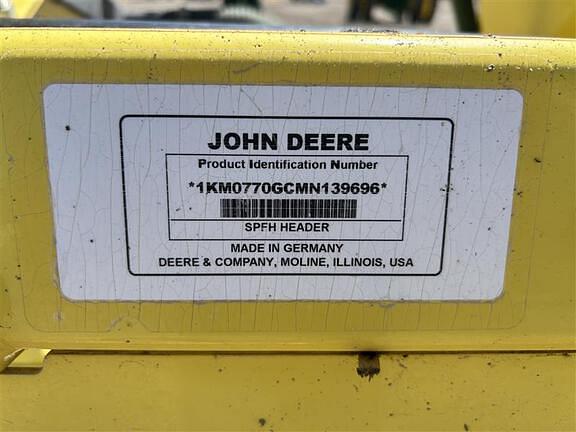 JOHN DEERE
Product Identification Number
*1KM0770GCMN139696*
SPFH HEADER
MADE IN GERMANY
DEERE & COMPANY, MOLINE, ILLINOIS, USA